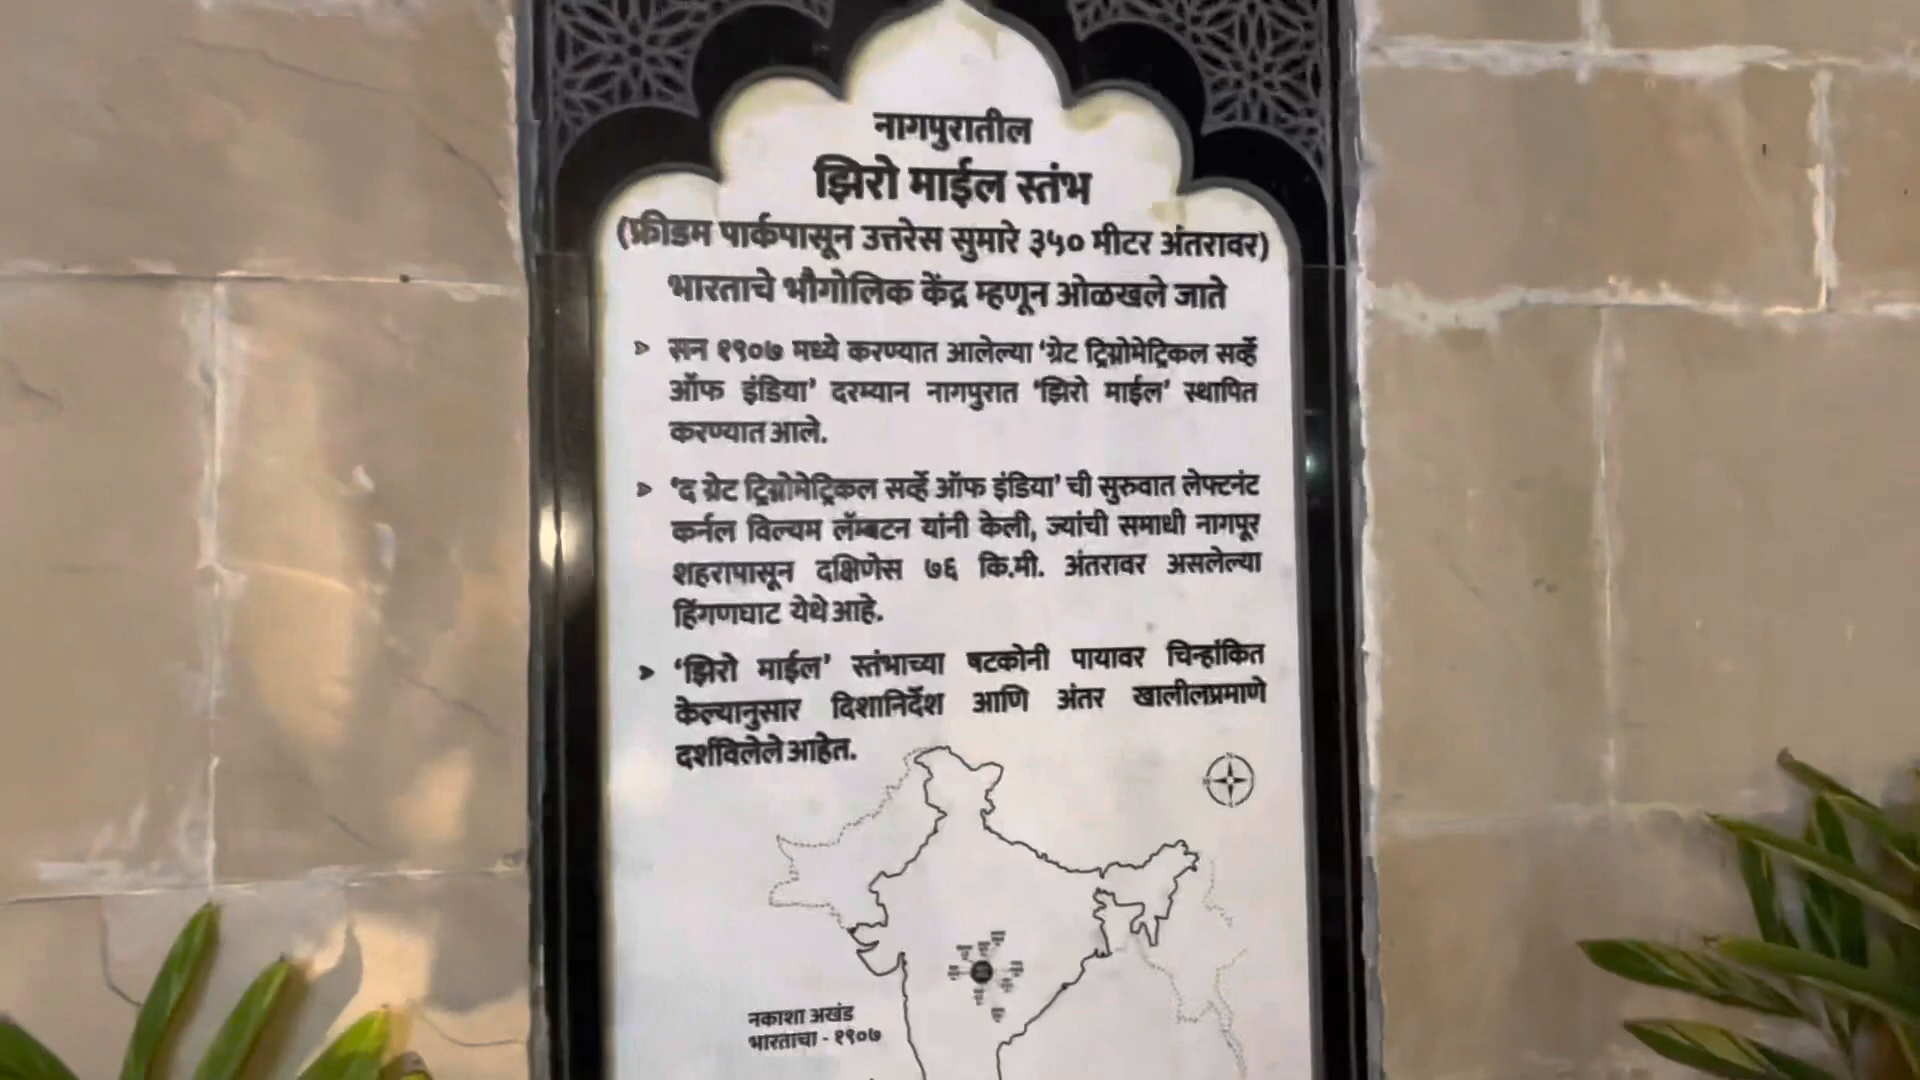 नागपुरातील
झिरो माईल स्तंभ
(फ्रीडम पार्कपासून उत्तरेस सुमारे ३५० मीटर अंतरावर)
भारताचे भौगोलिक केंद्र म्हणून ओळखले जाते
सन १९०७ मध्ये करण्यात आलेल्या ‘ग्रेट ट्रिग्नोमेट्रिकल सर्व्हे
ऑफ इंडिया’ दरम्यान नागपुरात ‘झिरो माईल’ स्थापित
करण्यात आले.
‘द ग्रेट ट्रिग्नोमेट्रिकल सर्व्हे ऑफ इंडिया’ ची सुरुवात लेफ्टनंट
कर्नल विल्यम लॅम्बटन यांनी केली, ज्यांची समाधी नागपूर
शहरापासून दक्षिणेस ७६ कि.मी. अंतरावर असलेल्या
हिंगणघाट येथे आहे.
‘झिरो माईल’ स्तंभाच्या षटकोनी पायावर चिन्हांकित
केल्यानुसार दिशानिर्देश आणि अंतर खालीलप्रमाणे
दर्शविलेले आहेत.
नकाशा अखंड
भारताचा - १९०७